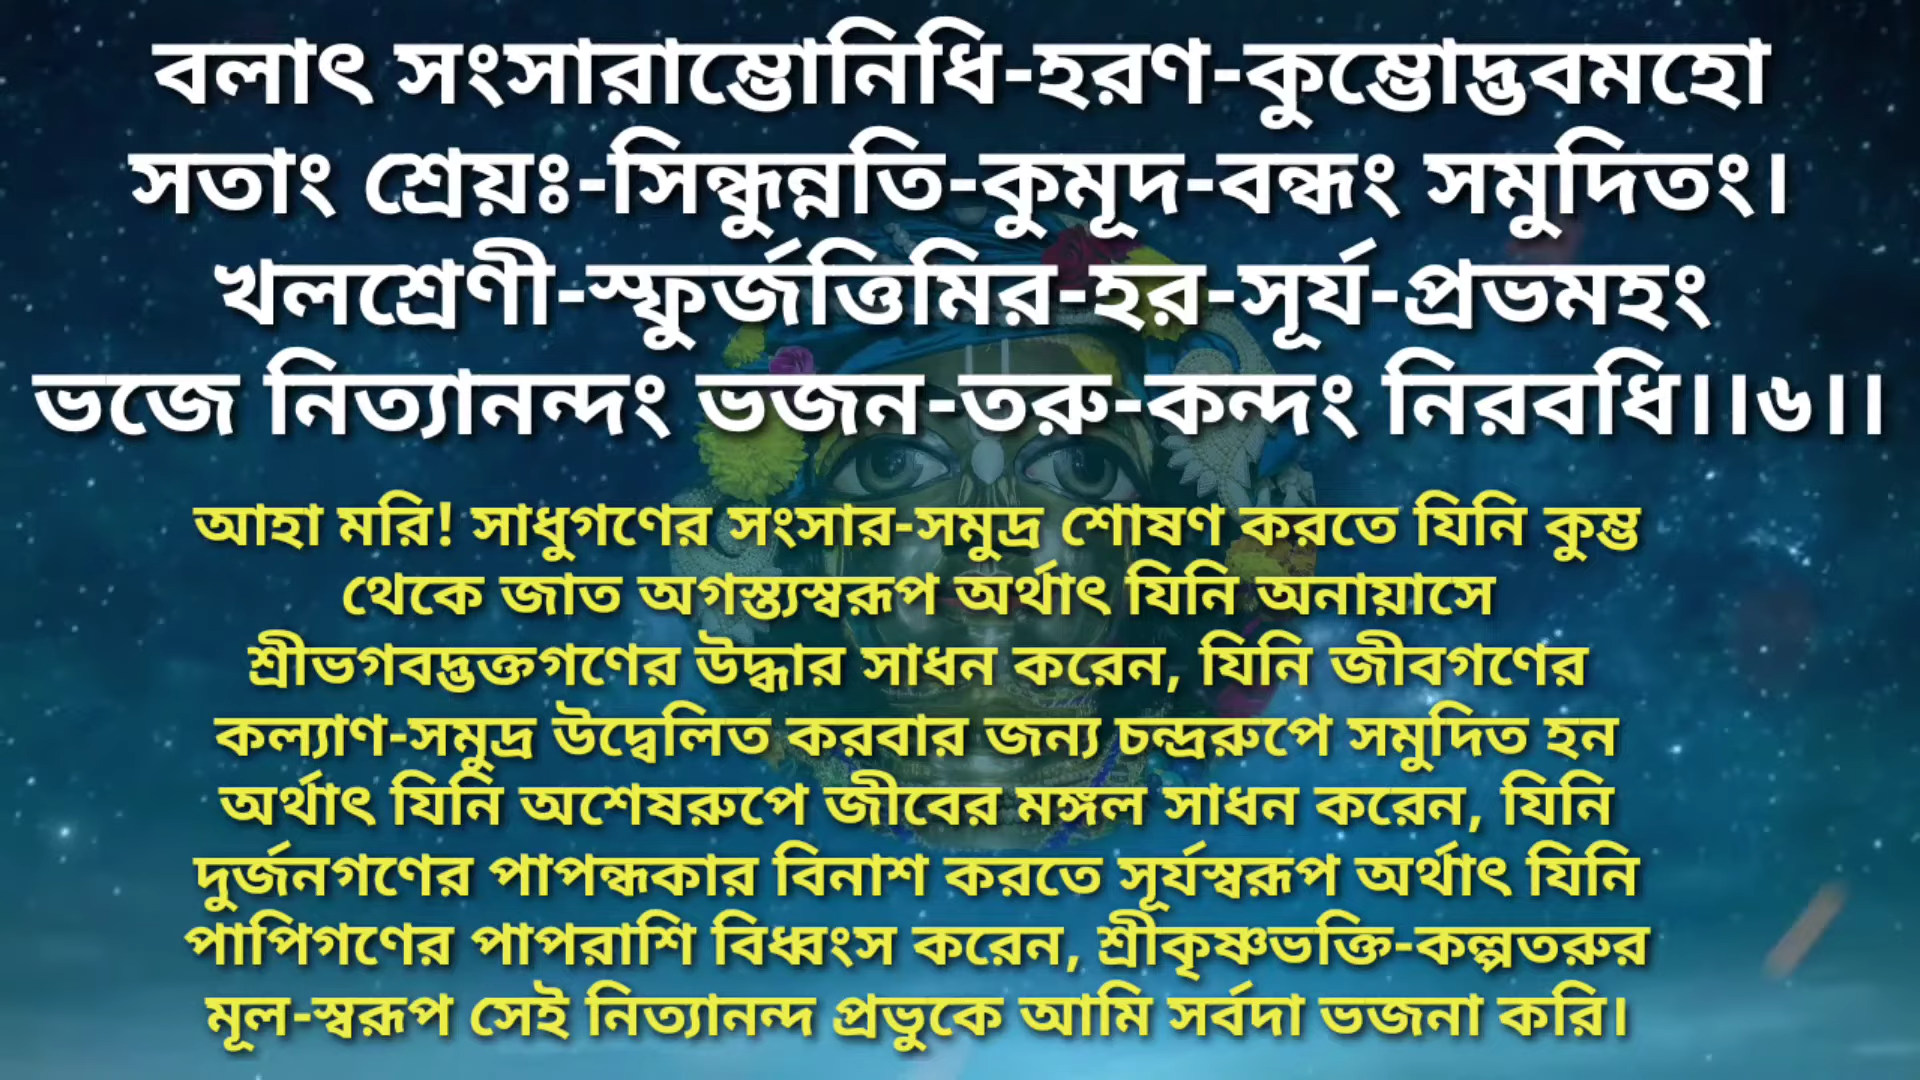 বলাৎ সংসারাম্ভোনিধি-হরণ-কুম্ভোদ্ভবমহো
সতাং শ্রেয়ঃ-সিন্ধুন্নতি-কুমূদ-বন্ধং সমুদিতং।
খলশ্রেণী-স্ফুর্জত্তিমির-হর-সূর্য-প্রভমহং
ভজে নিত্যানন্দং ভজন-তরু-কন্দং নিরবধি।।৬।।
আহা মরি! সাধুগণের সংসার-সমুদ্র শোষণ করতে যিনি কুম্ভ
থেকে জাত অগস্ত্যস্বরূপ অর্থাৎ যিনি অনায়াসে
শ্রীভগবদ্ভক্তগণের উদ্ধার সাধন করেন, যিনি জীবগণের
কল্যাণ-সমুদ্র উদ্বেলিত করবার জন্য চন্দ্ররুপে সমুদিত হন
অর্থাৎ যিনি অশেষরুপে জীবের মঙ্গল সাধন করেন, যিনি
দুর্জনগণের পাপন্ধকার বিনাশ করতে সূর্যস্বরূপ অর্থাৎ যিনি
পাপিগণের পাপরাশি বিধ্বংস করেন, শ্রীকৃষ্ণভক্তি-কল্পতরুর
মূল-স্বরূপ সেই নিত্যানন্দ প্রভুকে আমি সর্বদা ভজনা করি।